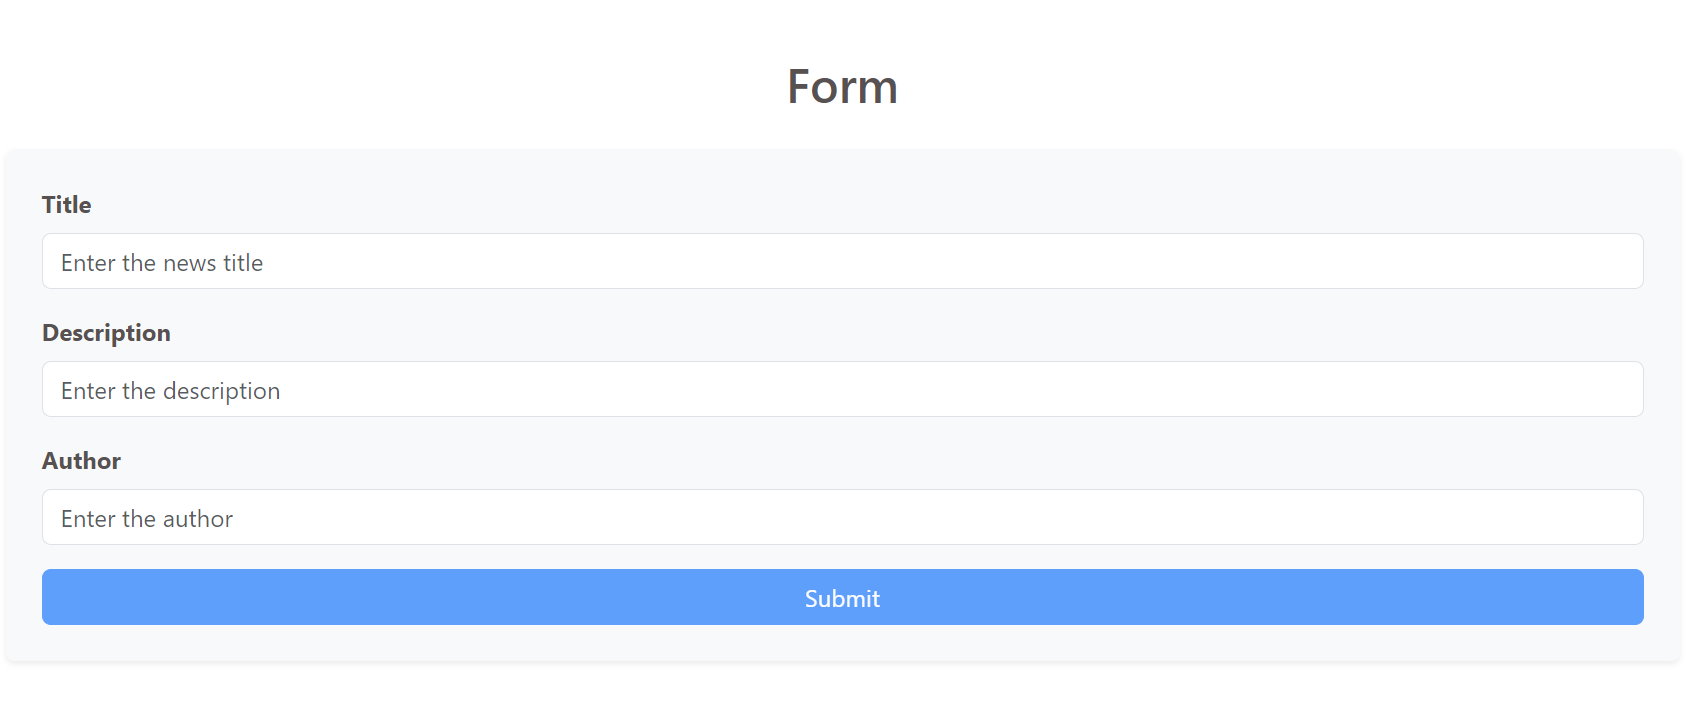 Form
Title
Enter the news title
Description
Enter the description
Author
Enter the author
Submit